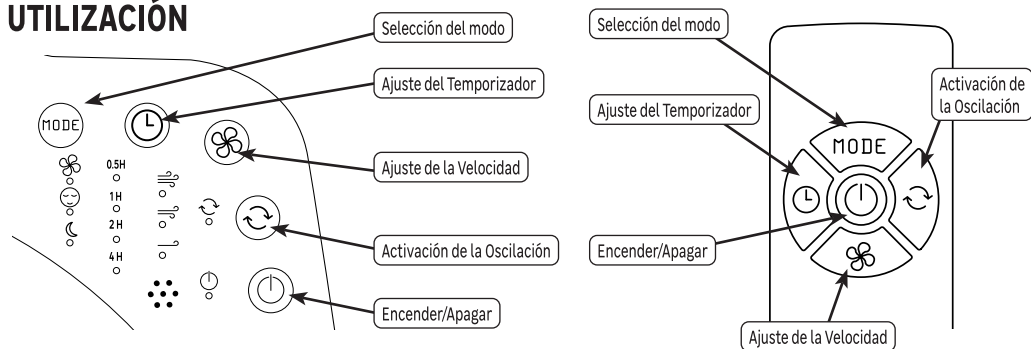 UTILIZACIÓN
Selección del modo
Ajuste del Temporizador
Ajuste de la Velocidad
Activación de la Oscilación
Encender/Apagar
MODE
0.5H
1H
2H
4H
Selección del modo
Ajuste del Temporizador
Activación de
la Oscilación
MODE
Encender/Apagar
Ajuste de la Velocidad